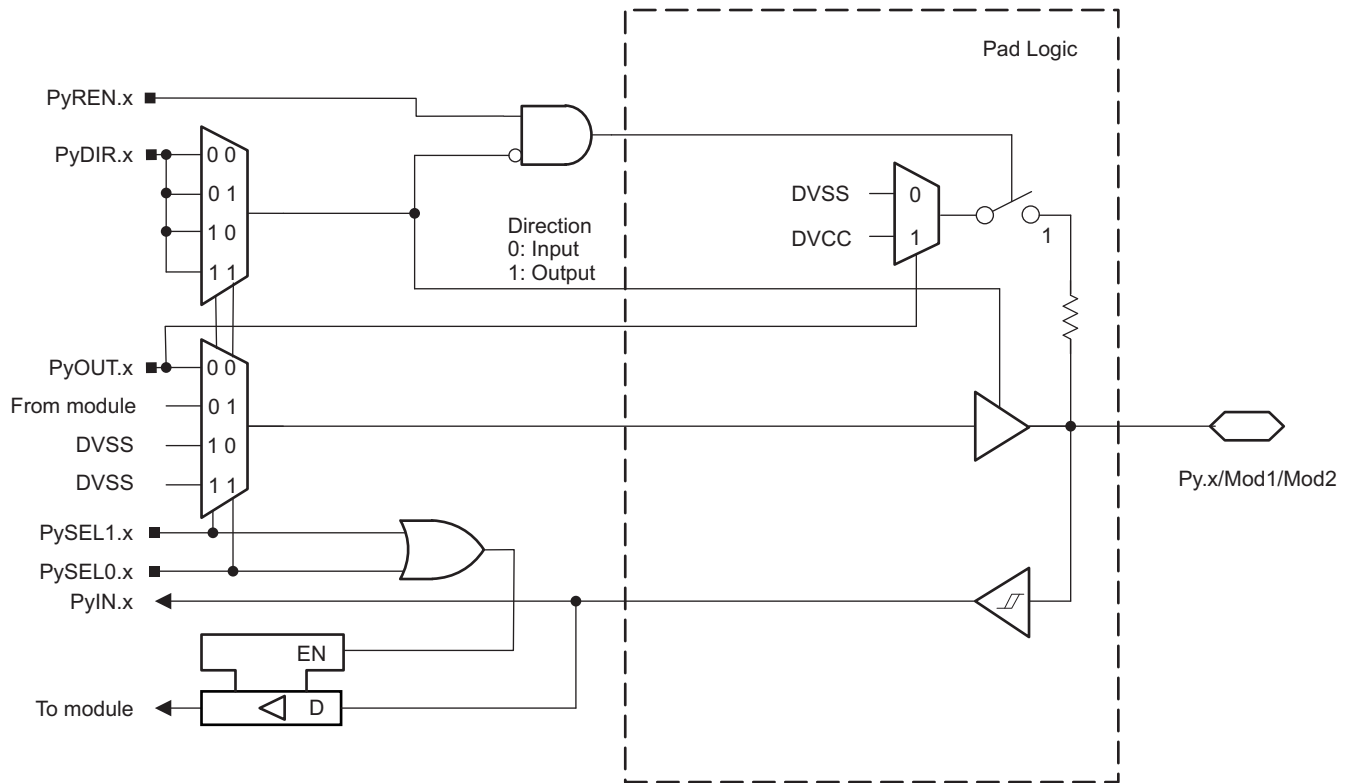 Pad Logic
PyREN.x
PyDIR.x
0 0
0 1
1 0
1 1
Direction
0: Input
1: Output
DVSS
0
DVCC
1
1
PyOUT.x
0 0
From module
0 1
DVSS
1 0
DVSS
1 1
Py.x/Mod1/Mod2
PySEL1.x
PySEL0.x
PyIN.x
EN
To module
D